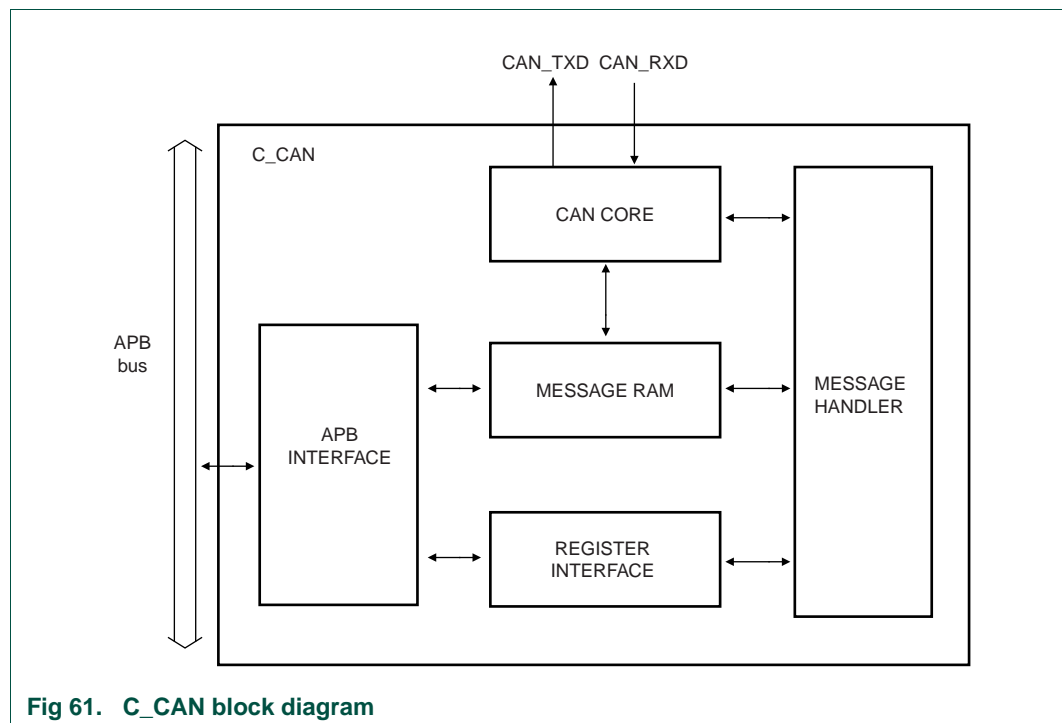 CAN_TXD CAN_RXD
C_CAN
CAN CORE
APB
bus
APB
INTERFACE
MESSAGE RAM
MESSAGE
HANDLER
REGISTER
INTERFACE
Fig 61. C_CAN block diagram